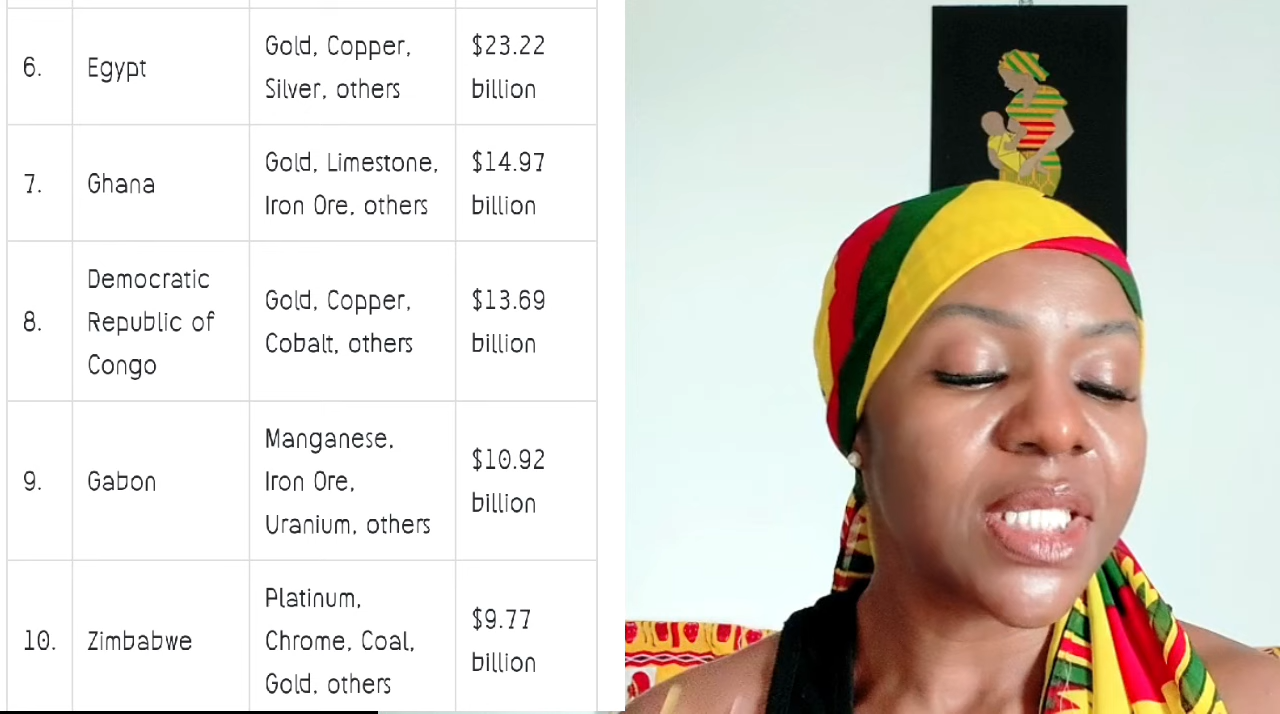 6.
Egypt
Gold, Copper,
Silver, others
$23.22
billion
7.
Ghana
Gold, Limestone,
Iron Ore, others
$14.97
billion
8.
Democratic
Republic of
Congo
Gold, Copper,
Cobalt, others
$13.69
billion
9.
Gabon
Manganese,
Iron Ore,
Uranium, others
$10.92
billion
10.
Zimbabwe
Platinum,
Chrome, Coal,
Gold, others
$9.77
billion